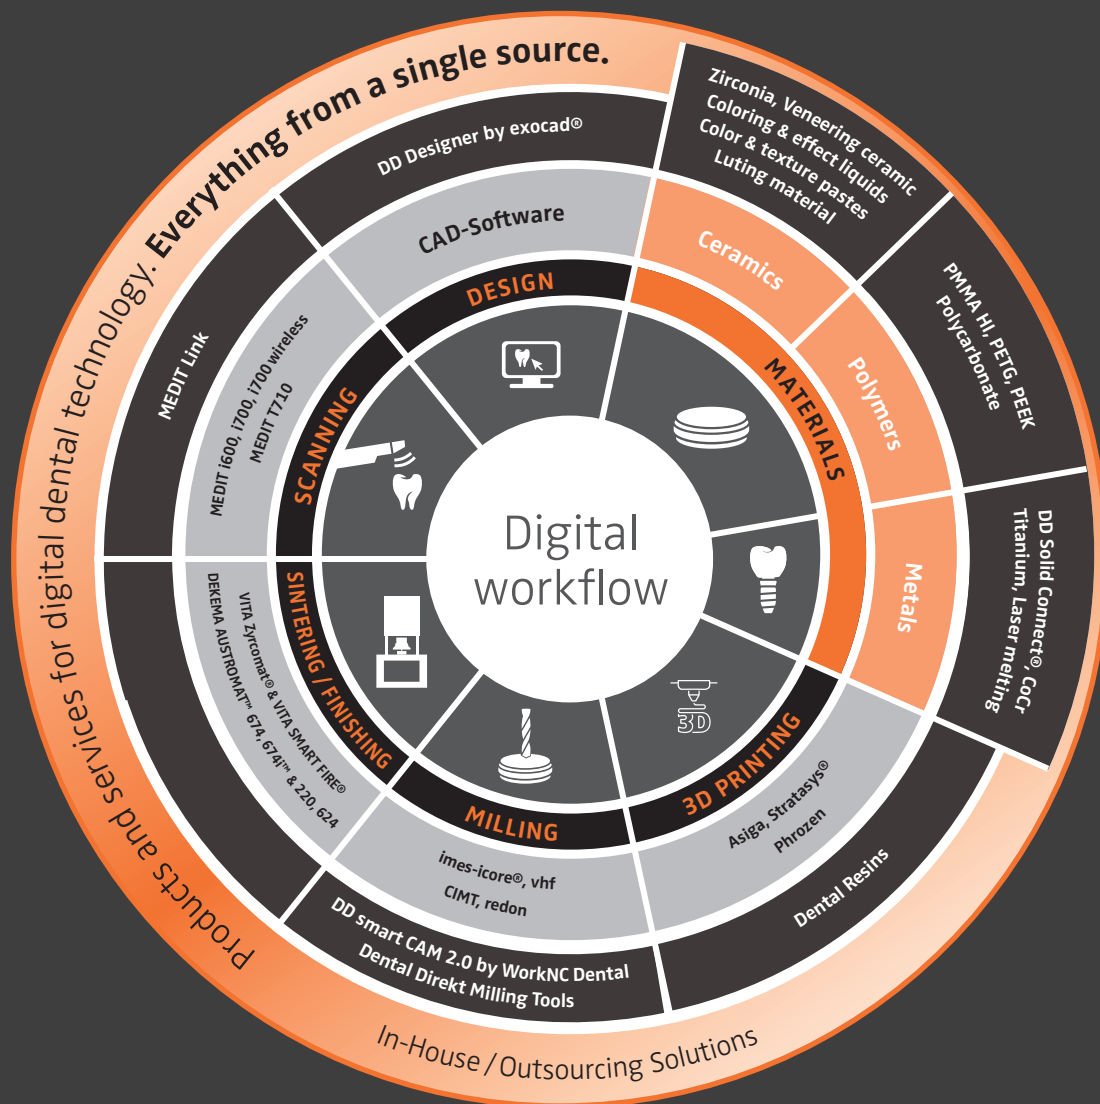 Products and services for digital dental technology. Everything from a single source.
DD Designer by exocad®
CAD-Software
DESIGN
Zirconia, Veneering ceramic
Coloring & effect liquids
Color & texture pastes
Luting material
Ceramics
PMMA HI, PETG, PEEK
Polycarbonate
Polymers
MATERIALS
DD Solid Connect®, CoCr
Titanium, Laser melting
Metals
MEDIT Link
MEDIT i600, i700, i700 wireless
MEDIT T710
SCANNING
Digital
workflow
SINTERING / FINISHING
VITA Zyrcomat® & VITA SMART FIRE®
DEKEMA AUSTROMAT™ 674, 674i™ & 220, 624
3D
3D PRINTING
Asiga, Stratasys®
Phrozen
Dental Resins
MILLING
imes-icore®, vhf
CIMT, redon
DD smart CAM 2.0 by WorkNC Dental
Dental Direkt Milling Tools
In-House / Outsourcing Solutions